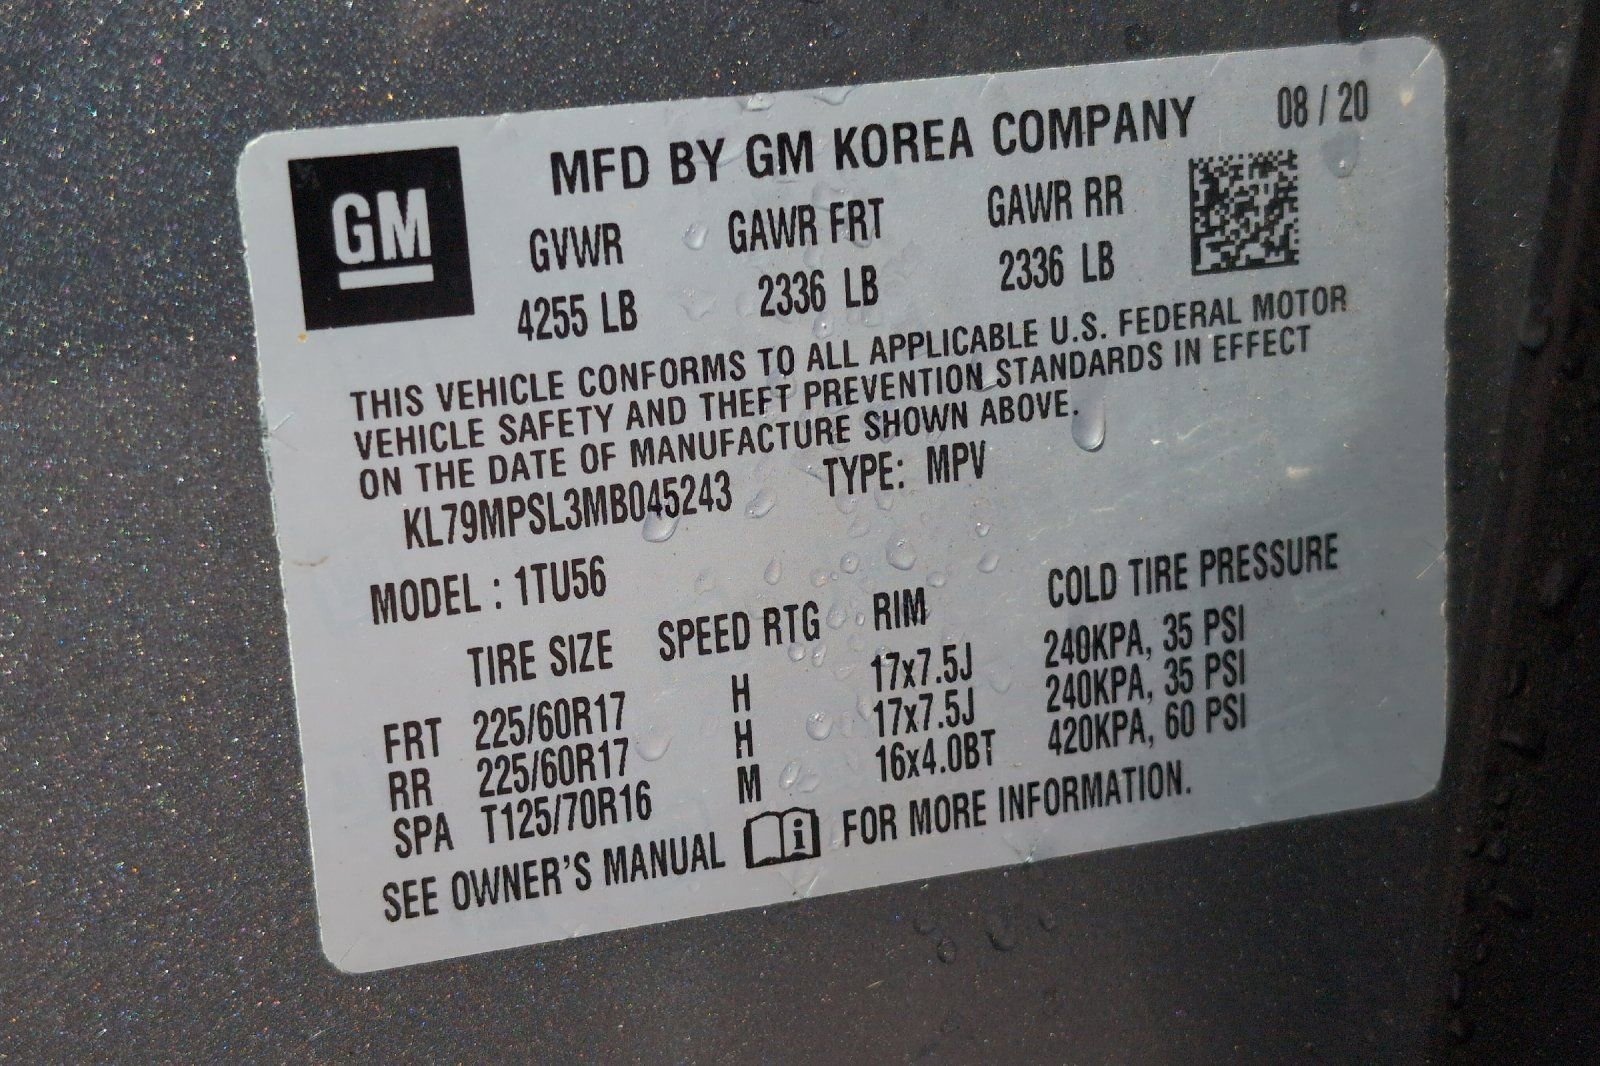 GM
MFD BY GM KOREA COMPANY 08 / 20
GVWR GAWR FRT GAWR RR
4255 LB 2336 LB 2336 LB
THIS VEHICLE CONFORMS TO ALL APPLICABLE U.S. FEDERAL MOTOR
VEHICLE SAFETY AND THEFT PREVENTION STANDARDS IN EFFECT
ON THE DATE OF MANUFACTURE SHOWN ABOVE.
KL79MPSL3MB045243 TYPE: MPV
MODEL : 1TU56
TIRE SIZE SPEED RTG RIM COLD TIRE PRESSURE
FRT 225/60R17 H 17x7.5J 240KPA, 35 PSI
RR 225/60R17 H 17x7.5J 240KPA, 35 PSI
SPA T125/70R16 M 16x4.0BT 420KPA, 60 PSI
SEE OWNER'S MANUAL i FOR MORE INFORMATION.